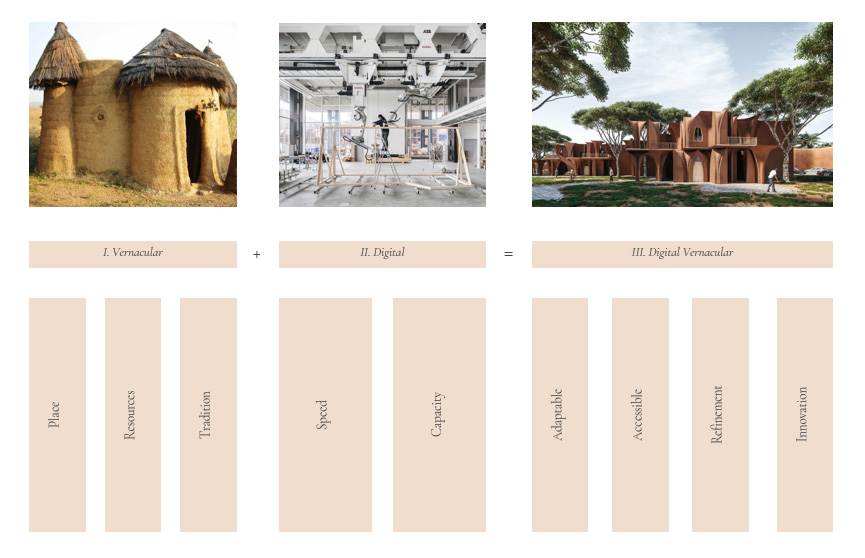 ABB
I. Vernacular
+
II. Digital
=
III. Digital Vernacular
Place
Resources
Tradition
Speed
Capacity
Adaptable
Accessible
Refinement
Innovation